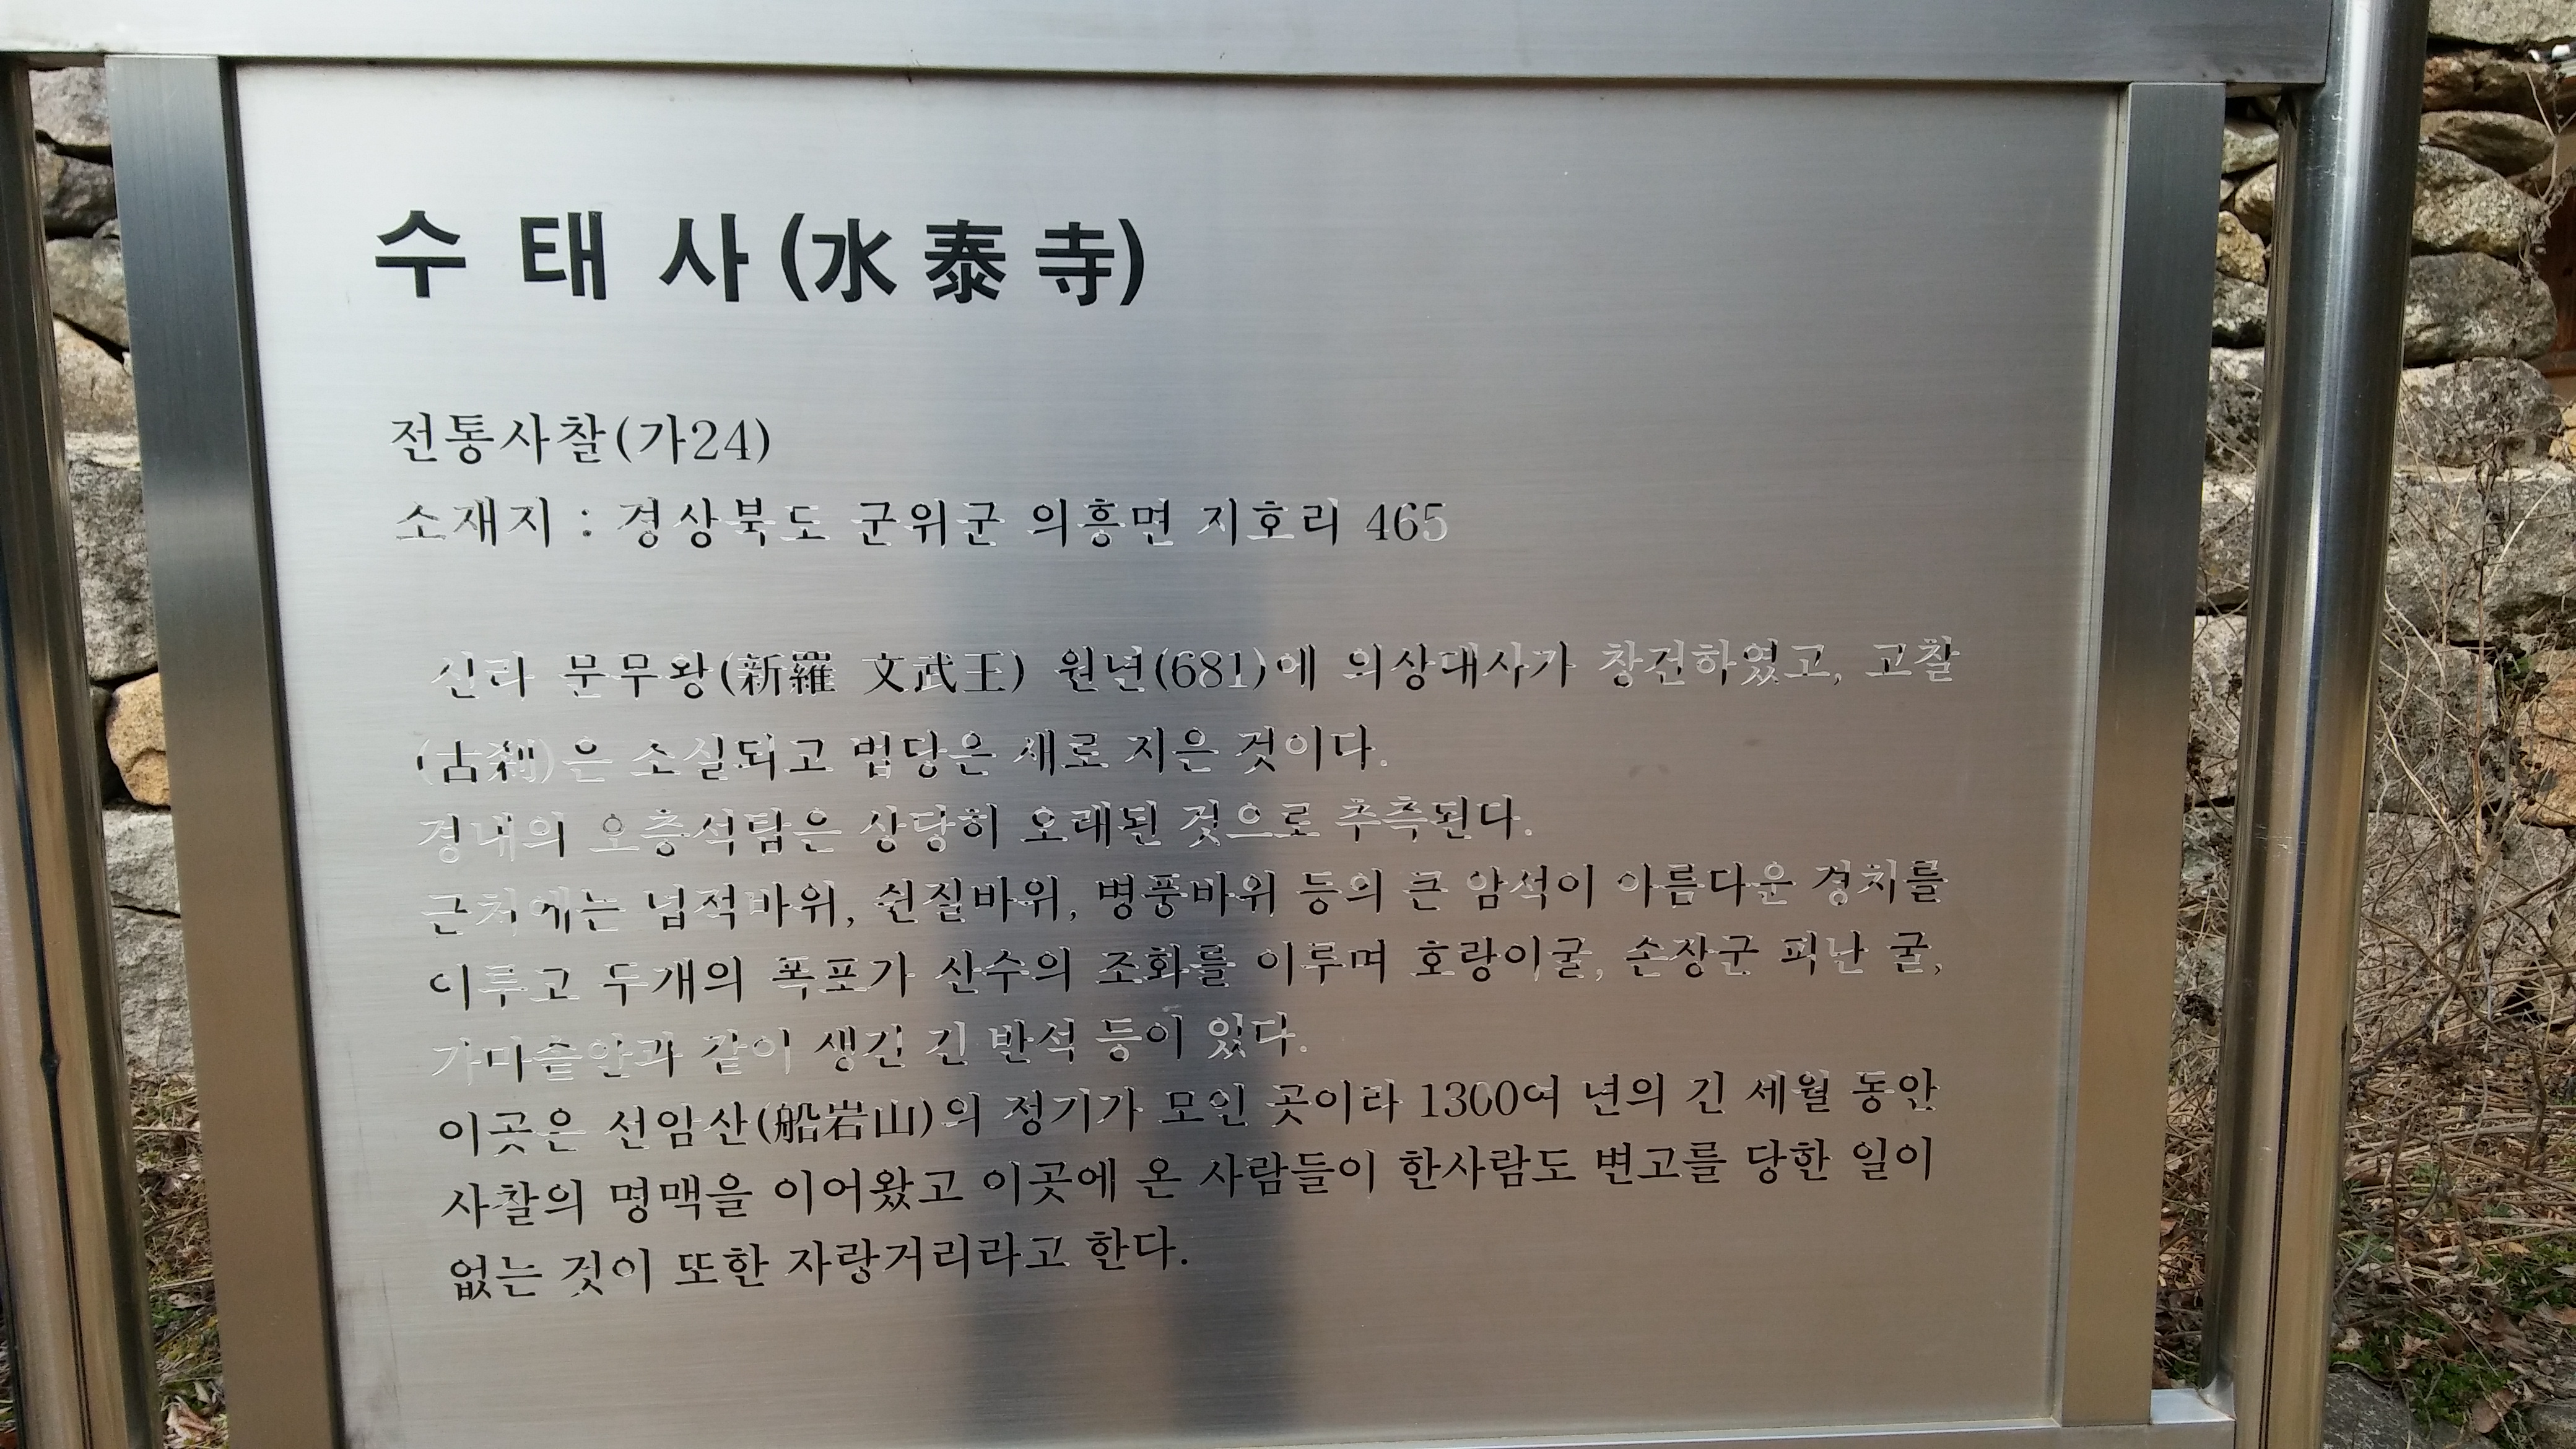 수태사(水泰寺)
전통사찰(가24)
소재지 : 경상북도 군위군 의흥면 지호리 465
신라 문무왕(新羅 文武王) 원년(681)에 의상대사가 창건하였고, 고찰
(古刹)은 소실되고 법당은 새로 지은 것이다.
경내의 오층석탑은 상당히 오래된 것으로 추측된다.
근처에는 넙적바위, 쉰질바위, 병풍바위 등의 큰 암석이 아름다운 경치를
이루고 두개의 폭포가 산수의 조화를 이루며 호랑이굴, 손장군 피난 굴,
가마솥안과 같이 생긴 긴 반석 등이 있다.
이곳은 선암산(船岩山)의 정기가 모인 곳이라 1300여 년의 긴 세월 동안
사찰의 명맥을 이어왔고 이곳에 온 사람들이 한사람도 변고를 당한 일이
없는 것이 또한 자랑거리라고 한다.